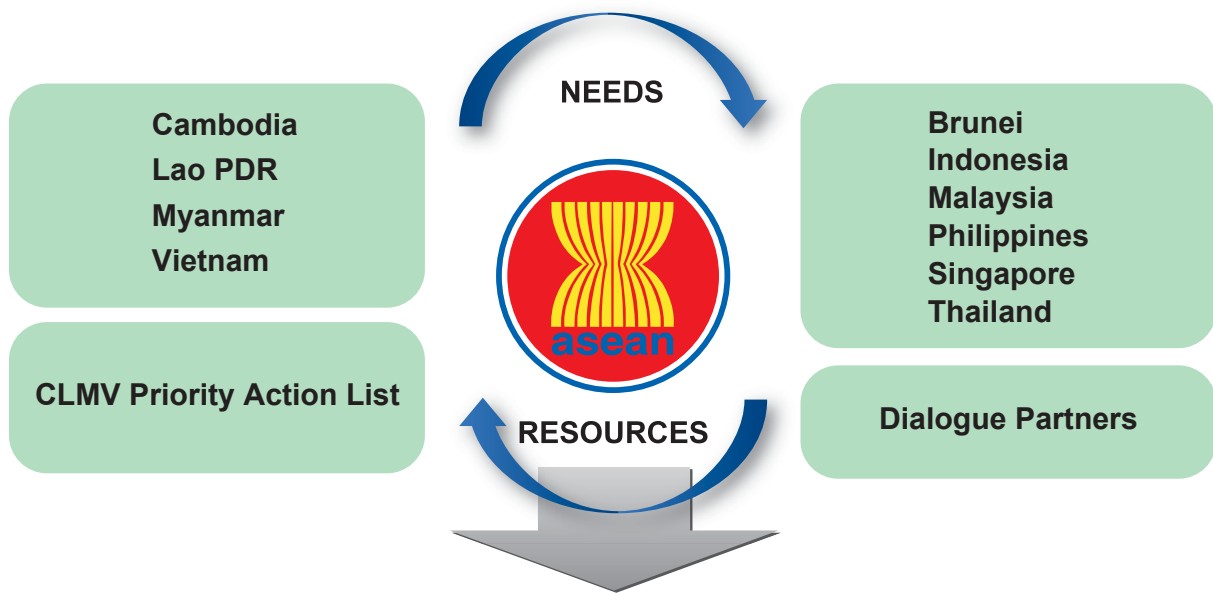 NEEDS
Cambodia
Lao PDR
Myanmar
Vietnam
CLMV Priority Action List
asean
RESOURCES
Brunei
Indonesia
Malaysia
Philippines
Singapore
Thailand
Dialogue Partners